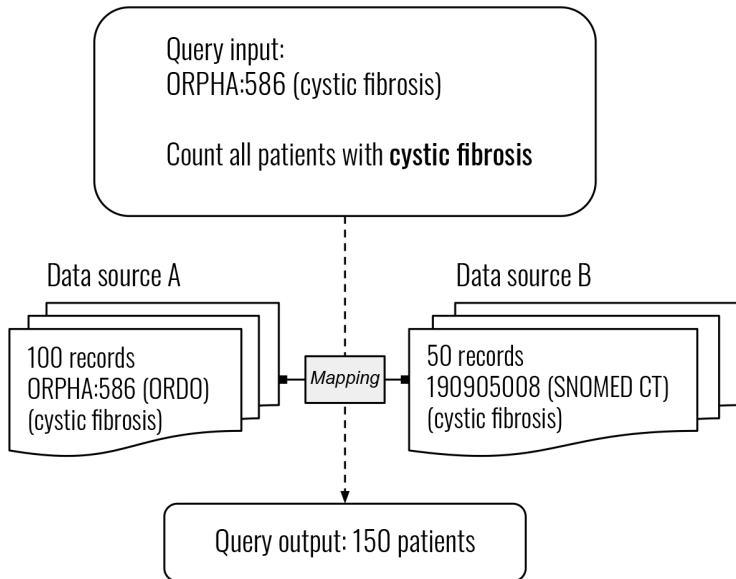 Query input:
ORPHA:586 (cystic fibrosis)
Count all patients with cystic fibrosis
Data source A
Data source B
100 records
ORPHA:586 (ORDO)
(cystic fibrosis)
Mapping
50 records
190905008 (SNOMED CT)
(cystic fibrosis)
Query output: 150 patients